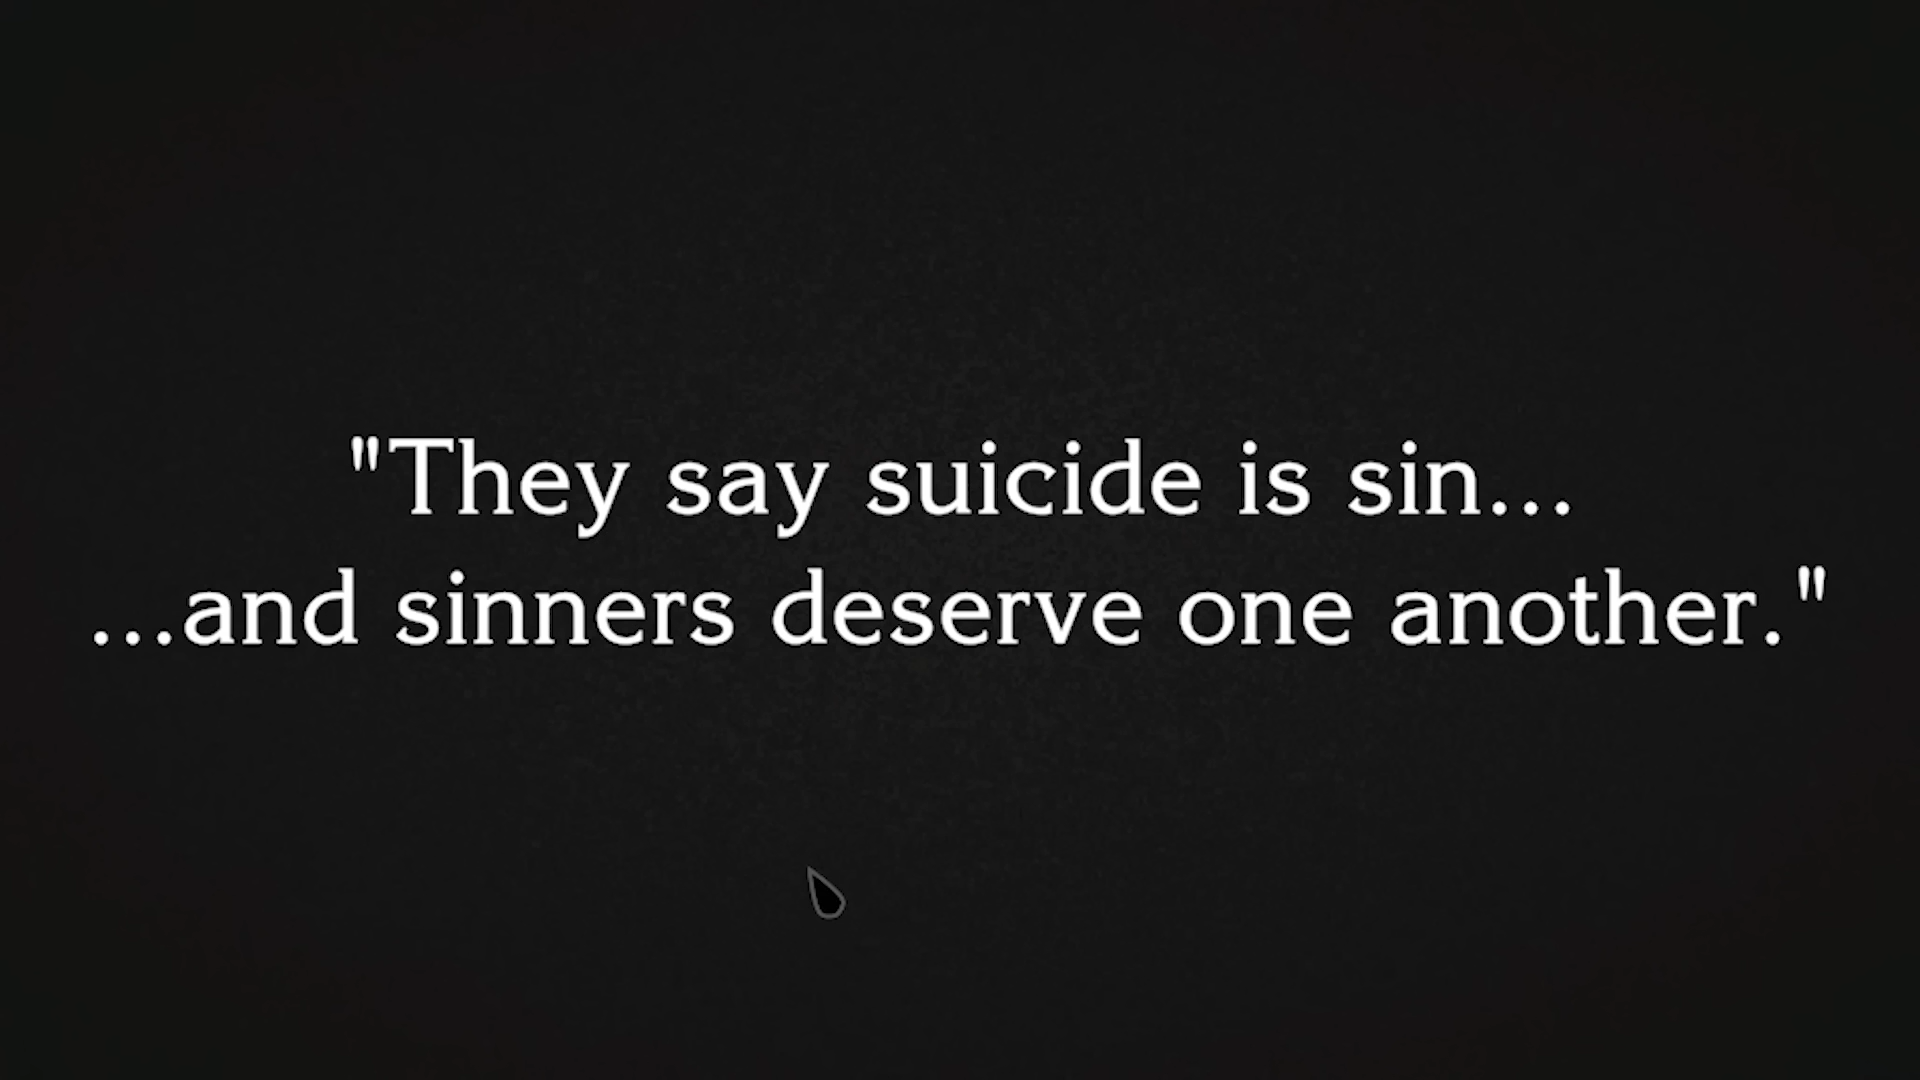 "They say suicide is sin...
...and sinners deserve one another."